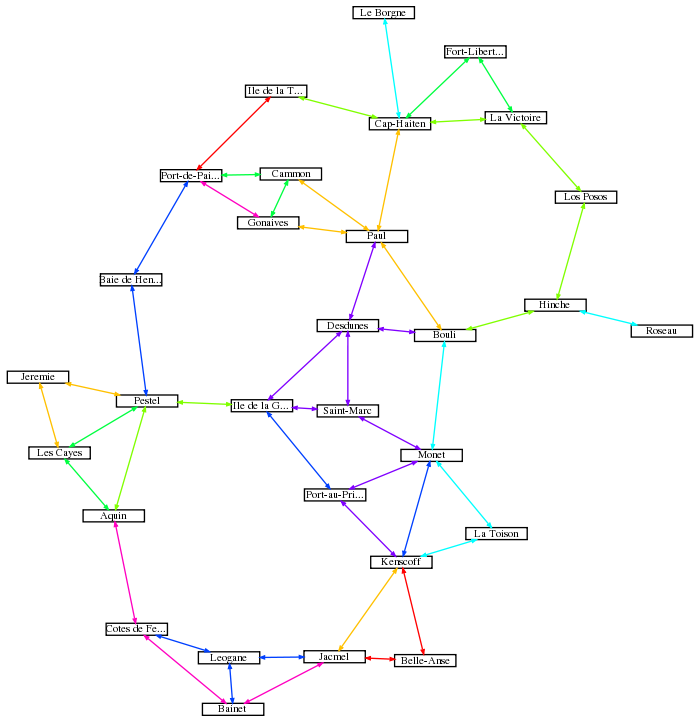 Le Borgne
Fort-Libert...
Ile de la T...
La Victoire
Cap-Haiten
Port-de-Pai...
Cammon
Los Posos
Gonaives
Paul
Baie de Hen...
Hinche
Desdunes
Roseau
Bouli
Jeremie
Pestel
Ile de la G...
Saint-Marc
Les Cayes
Monet
Port-au-Pri...
Aquin
La Toison
Kenscoff
Cotes de Fe...
Leogane
Jacmel
Belle-Anse
Bainet